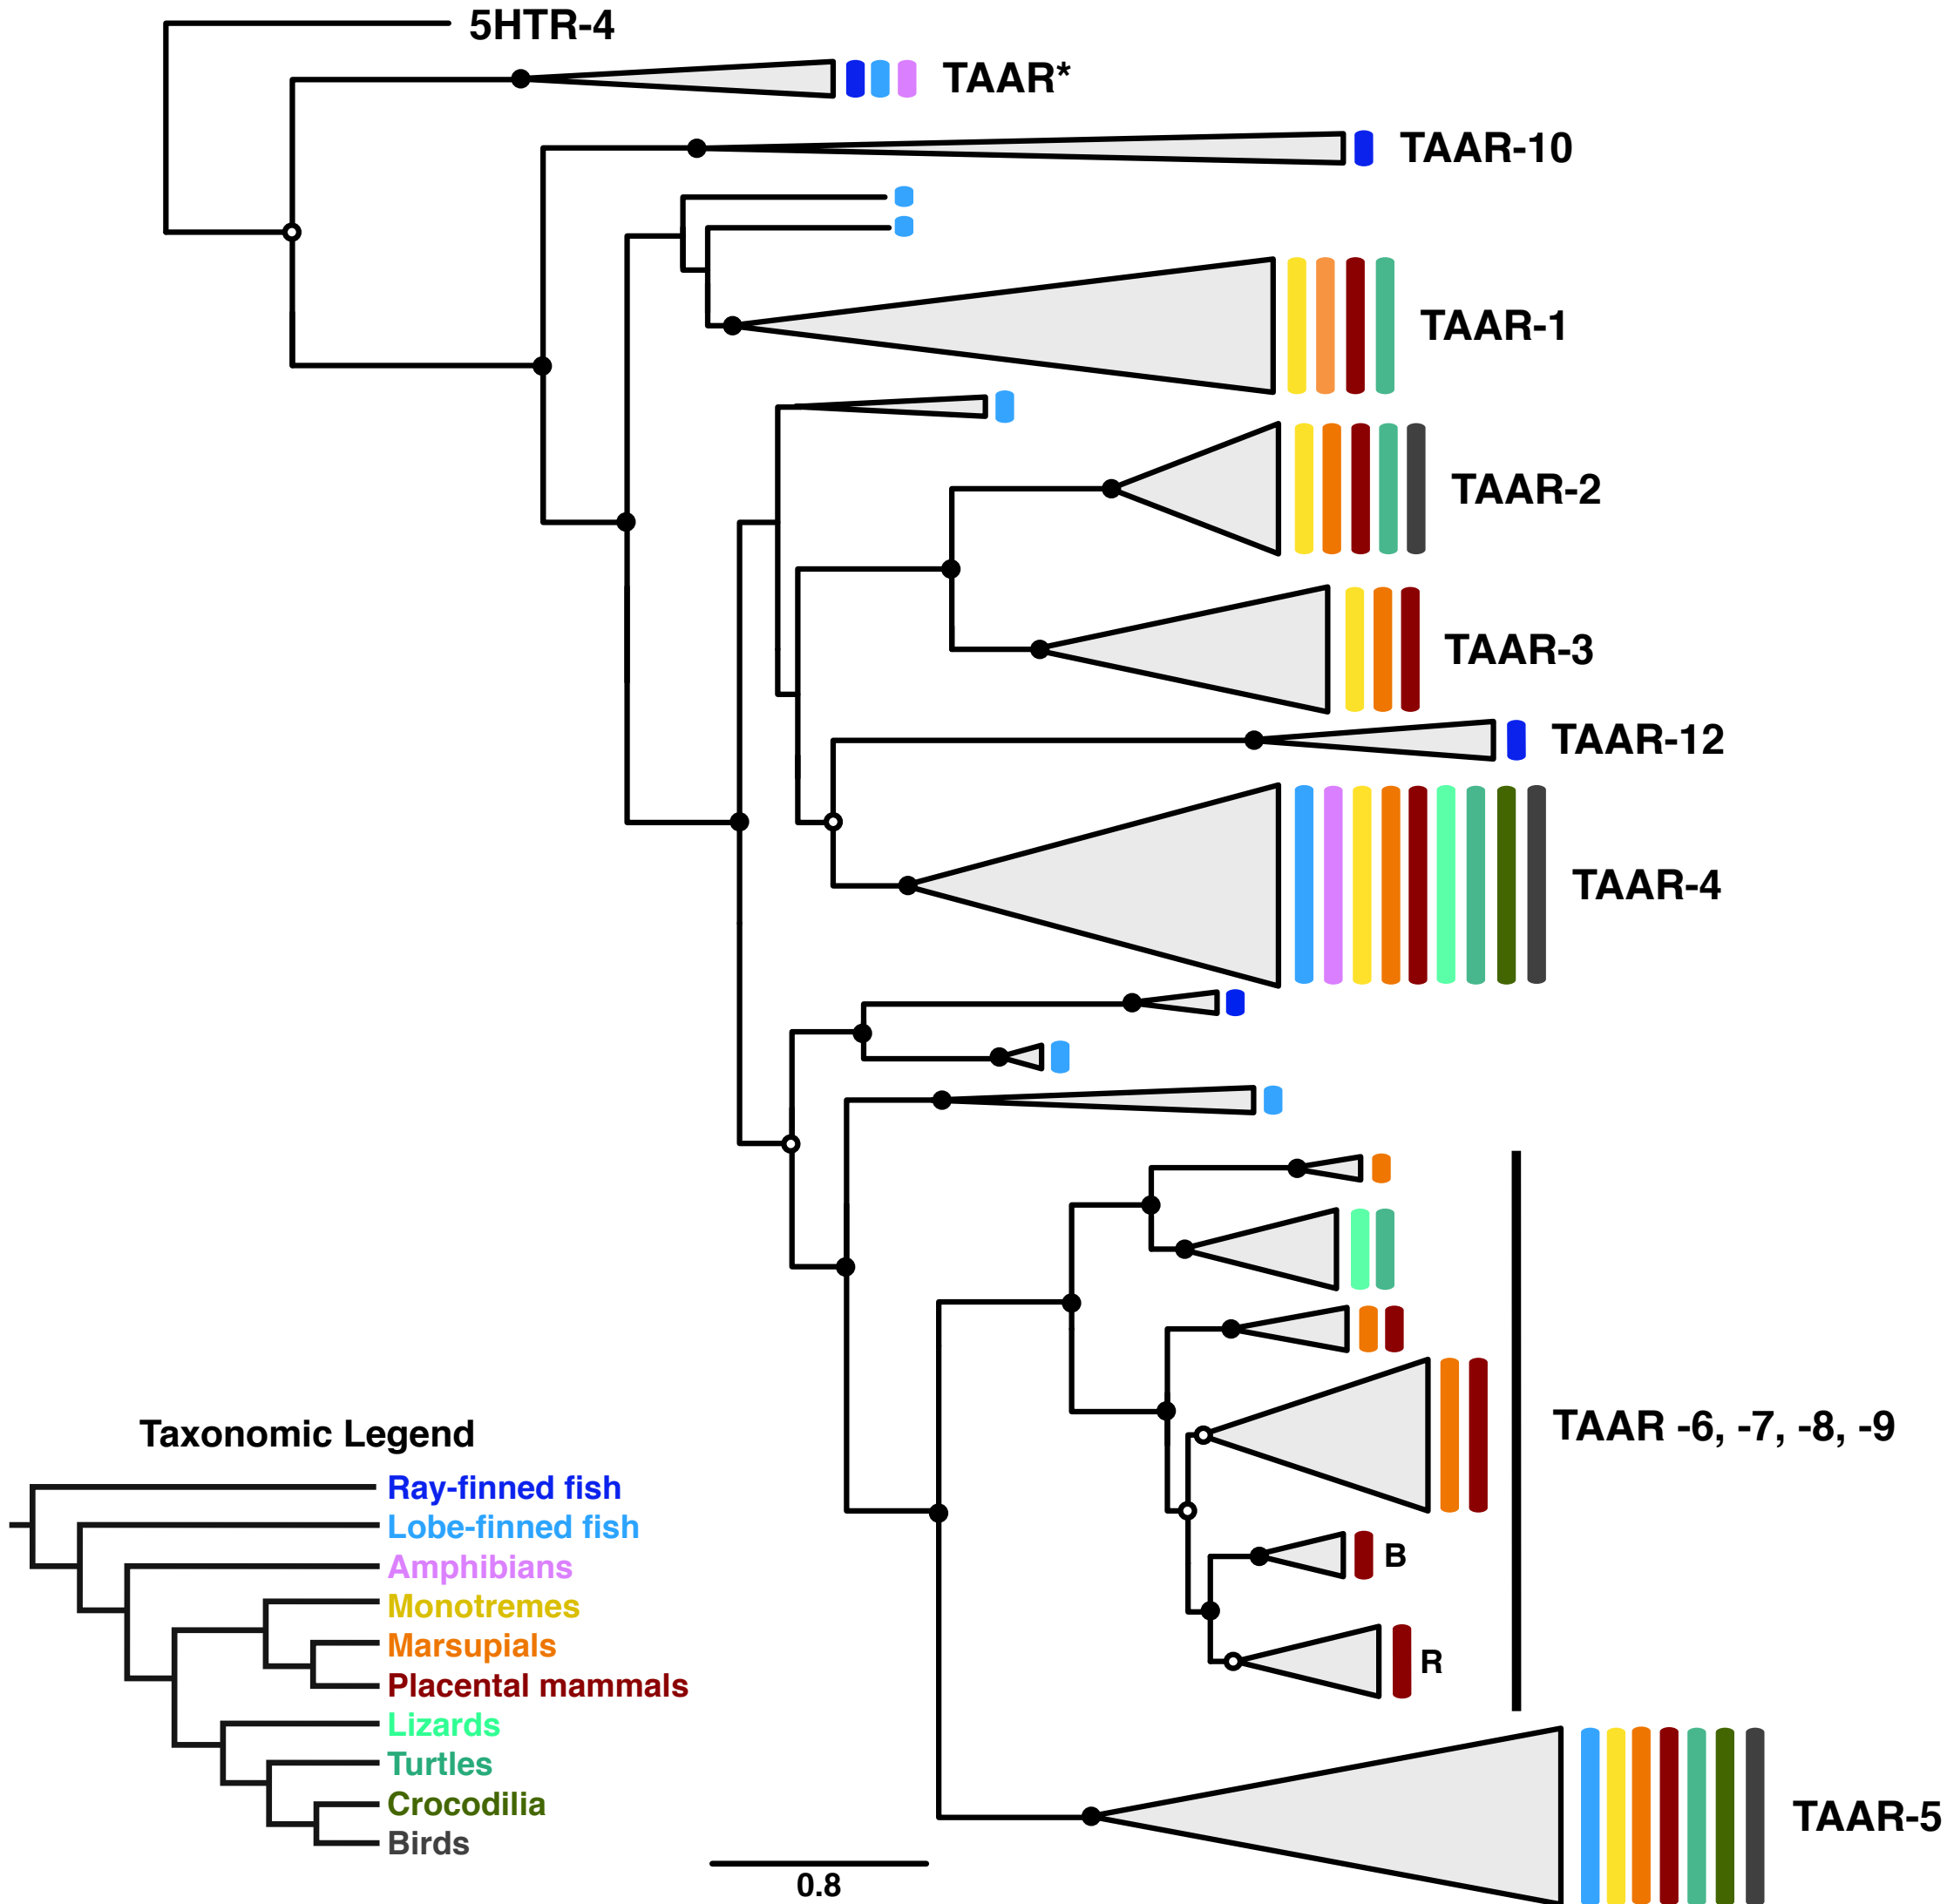 5HTR-4
TAAR*
TAAR-10
TAAR-1
TAAR-2
TAAR-3
TAAR-12
TAAR-4
TAAR -6, -7, -8, -9
B
R
TAAR-5
Taxonomic Legend
Ray-finned fish
Lobe-finned fish
Amphibians
Monotremes
Marsupials
Placental mammals
Lizards
Turtles
Crocodilia
Birds
0.8